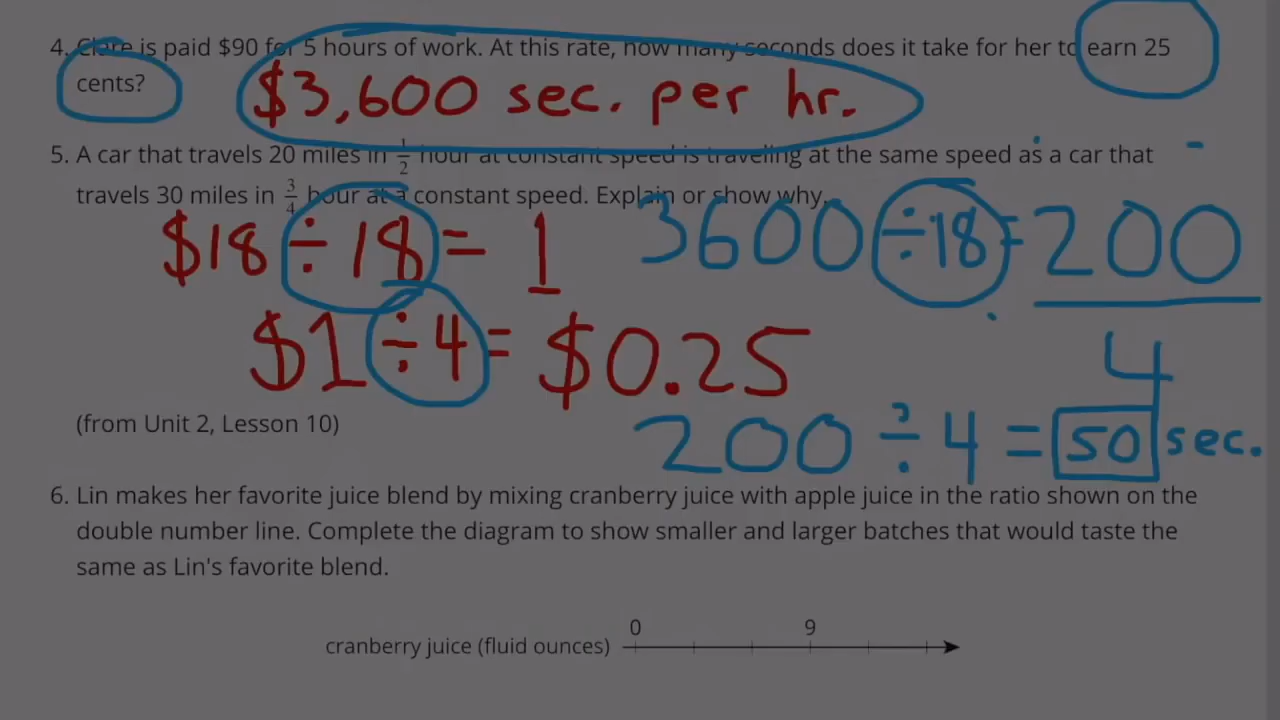 4. Clare is paid $90 for 5 hours of work. At this rate, how many seconds does it take for her to earn 25
cents?
$3,600 sec. per hr.
5. A car that travels 20 miles in 1/2 hour at constant speed is traveling at the same speed as a car that
travels 30 miles in 3/4 hour at a constant speed. Explain or show why.
$18 ÷ 18 = 1
3600 ÷ 18 = 200
4
$1 ÷ 4 = $0.25
(from Unit 2, Lesson 10)
200 ÷ 4 = 50 sec.
6. Lin makes her favorite juice blend by mixing cranberry juice with apple juice in the ratio shown on the
double number line. Complete the diagram to show smaller and larger batches that would taste the
same as Lin's favorite blend.
0 9
cranberry juice (fluid ounces)